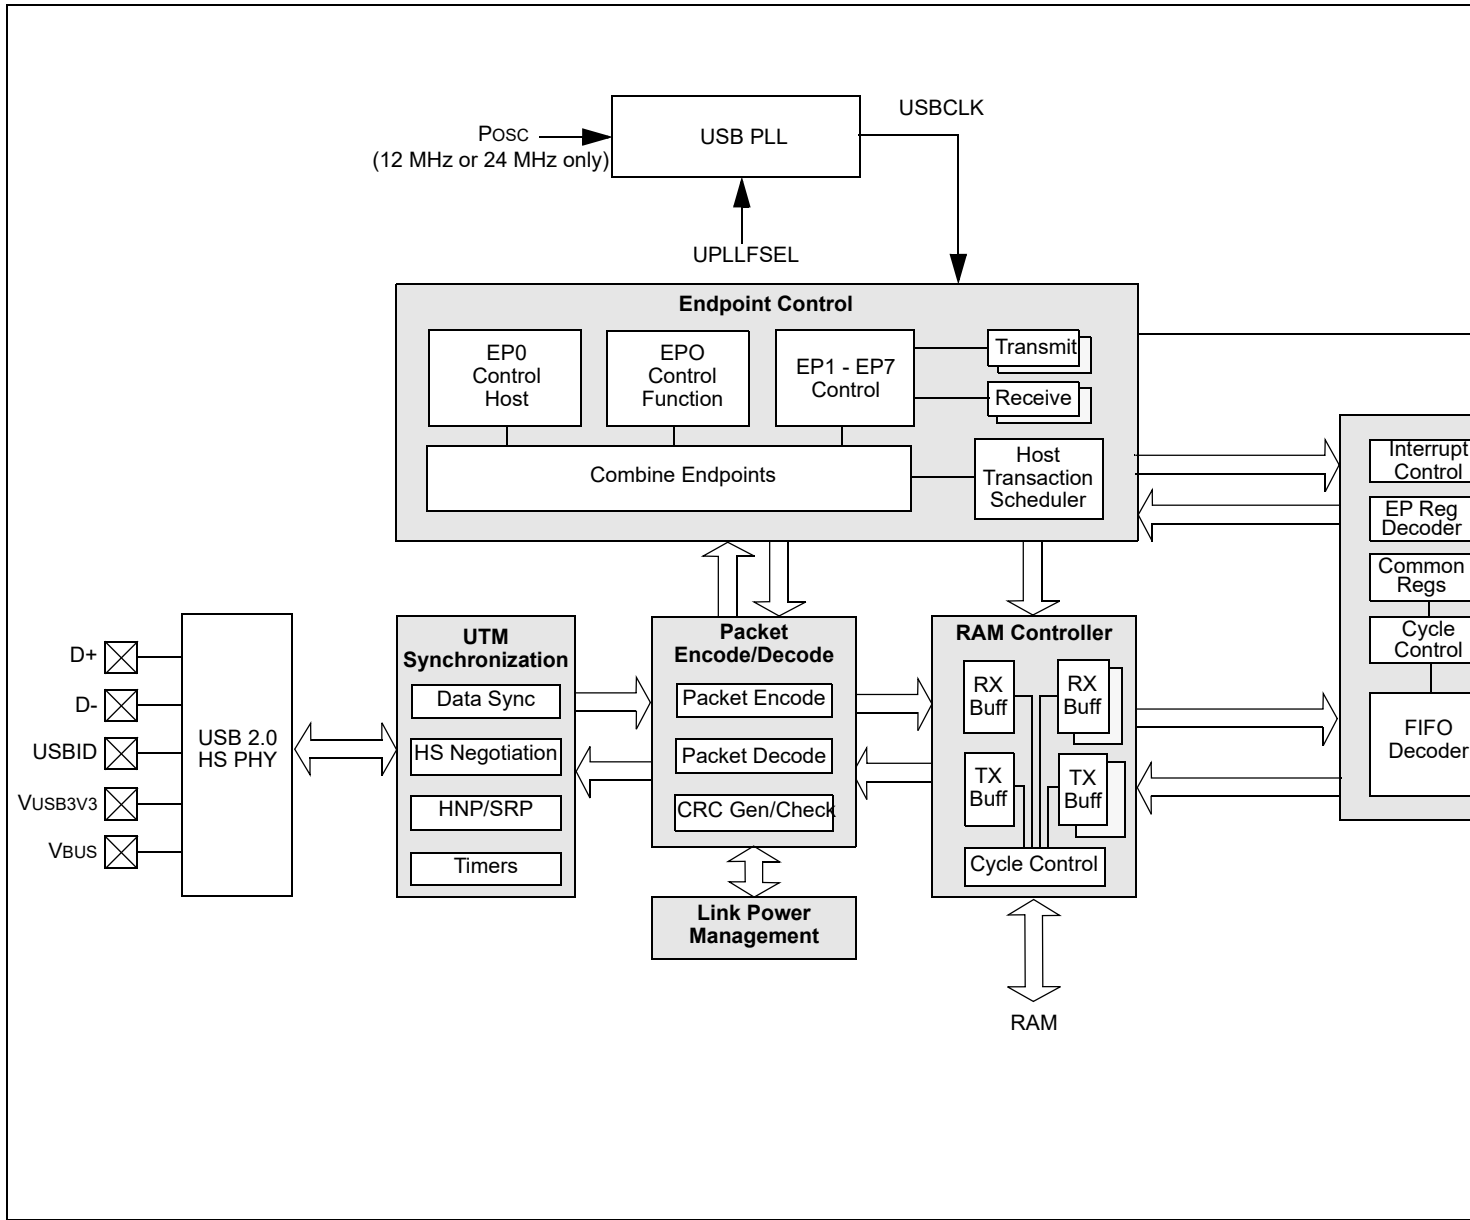 USBCLK
POSC
USB PLL
(12 MHz or 24 MHz only)
UPLLFSEL
Endpoint Control
EP0
Control
Host
EPO
Control
Function
EP1 - EP7
Control
Transmit
Receive
Combine Endpoints
Host
Transaction
Scheduler
Interrupt
Control
EP Reg
Decoder
Common
Regs
Cycle
Control
FIFO
Decoder
D+
D-
USBID
VUSB3V3
VBUS
USB 2.0
HS PHY
UTM
Synchronization
Data Sync
HS Negotiation
HNP/SRP
Timers
Packet
Encode/Decode
Packet Encode
Packet Decode
CRC Gen/Check
Link Power
Management
RAM Controller
RX
Buff
RX
Buff
TX
Buff
TX
Buff
Cycle Control
RAM